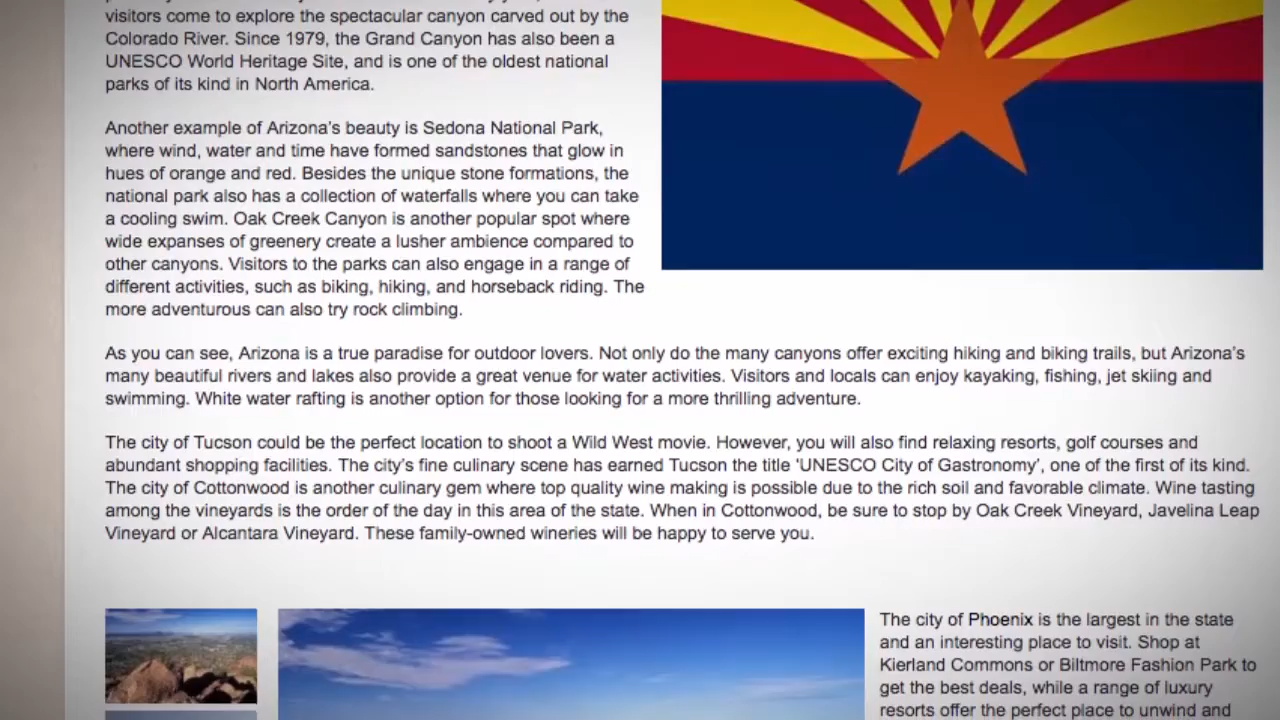 visitors come to explore the spectacular canyon carved out by the
Colorado River. Since 1979, the Grand Canyon has also been a
UNESCO World Heritage Site, and is one of the oldest national
parks of its kind in North America.
Another example of Arizona's beauty is Sedona National Park,
where wind, water and time have formed sandstones that glow in
hues of orange and red. Besides the unique stone formations, the
national park also has a collection of waterfalls where you can take
a cooling swim. Oak Creek Canyon is another popular spot where
wide expanses of greenery create a lusher ambience compared to
other canyons. Visitors to the parks can also engage in a range of
different activities, such as biking, hiking, and horseback riding. The
more adventurous can also try rock climbing.
As you can see, Arizona is a true paradise for outdoor lovers. Not only do the many canyons offer exciting hiking and biking trails, but Arizona's
many beautiful rivers and lakes also provide a great venue for water activities. Visitors and locals can enjoy kayaking, fishing, jet skiing and
swimming. White water rafting is another option for those looking for a more thrilling adventure.
The city of Tucson could be the perfect location to shoot a Wild West movie. However, you will also find relaxing resorts, golf courses and
abundant shopping facilities. The city's fine culinary scene has earned Tucson the title 'UNESCO City of Gastronomy', one of the first of its kind.
The city of Cottonwood is another culinary gem where top quality wine making is possible due to the rich soil and favorable climate. Wine tasting
among the vineyards is the order of the day in this area of the state. When in Cottonwood, be sure to stop by Oak Creek Vineyard, Javelina Leap
Vineyard or Alcantara Vineyard. These family-owned wineries will be happy to serve you.
The city of Phoenix is the largest in the state
and an interesting place to visit. Shop at
Kierland Commons or Biltmore Fashion Park to
get the best deals, while a range of luxury
resorts offer the perfect place to unwind and